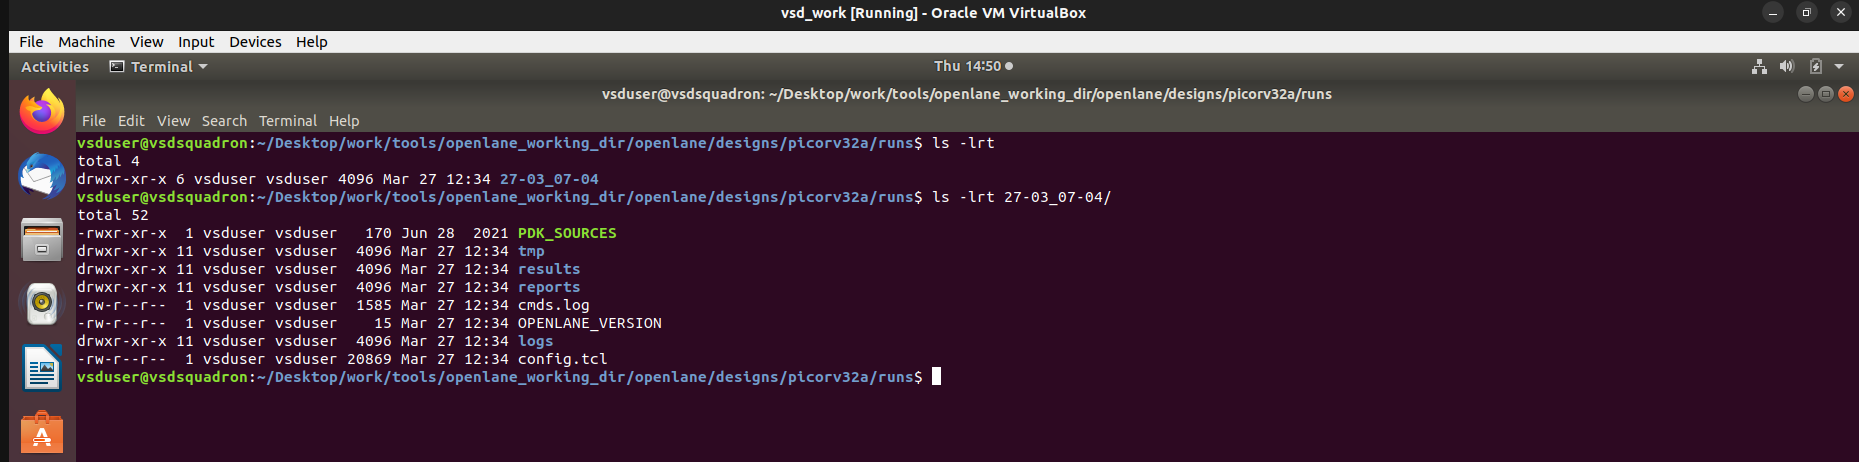 vsd_work [Running] - Oracle VM VirtualBox
File Machine View Input Devices Help
Activities Terminal Thu 14:50
vsduser@vsdsquadron: ~/Desktop/work/tools/openlane_working_dir/openlane/designs/picorv32a/runs
File Edit View Search Terminal Help
vsduser@vsdsquadron:~/Desktop/work/tools/openlane_working_dir/openlane/designs/picorv32a/runs$ ls -lrt
total 4
drwxr-xr-x 6 vsduser vsduser 4096 Mar 27 12:34 27-03_07-04
vsduser@vsdsquadron:~/Desktop/work/tools/openlane_working_dir/openlane/designs/picorv32a/runs$ ls -lrt 27-03_07-04/
total 52
-rwxr-xr-x  1 vsduser vsduser   170 Jun 28  2021 PDK_SOURCES
drwxr-xr-x 11 vsduser vsduser  4096 Mar 27 12:34 tmp
drwxr-xr-x 11 vsduser vsduser  4096 Mar 27 12:34 results
drwxr-xr-x 11 vsduser vsduser  4096 Mar 27 12:34 reports
-rw-r--r--  1 vsduser vsduser  1585 Mar 27 12:34 cmds.log
-rw-r--r--  1 vsduser vsduser    15 Mar 27 12:34 OPENLANE_VERSION
drwxr-xr-x 11 vsduser vsduser  4096 Mar 27 12:34 logs
-rw-r--r--  1 vsduser vsduser 20869 Mar 27 12:34 config.tcl
vsduser@vsdsquadron:~/Desktop/work/tools/openlane_working_dir/openlane/designs/picorv32a/runs$